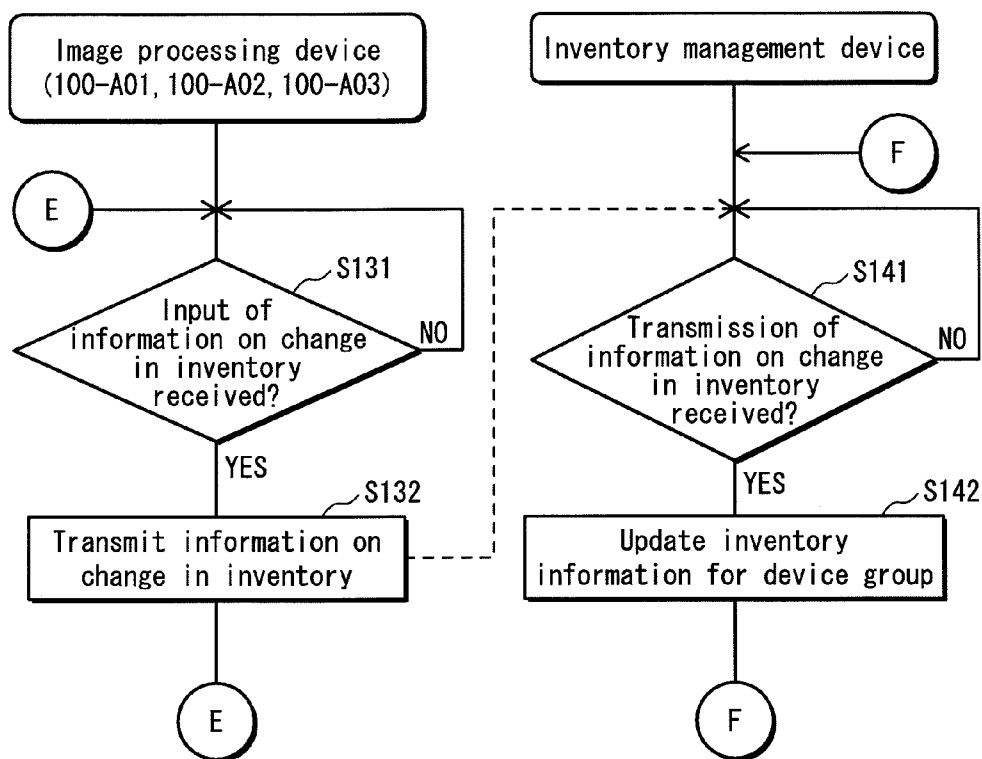 Image processing device
(100-A01, 100-A02, 100-A03)
E
S131
Input of
information on change
in inventory
received?
NO
YES
S132
Transmit information on
change in inventory
E
Inventory management device
F
S141
Transmission of
information on change
in inventory
received?
NO
YES
S142
Update inventory
information for device group
F